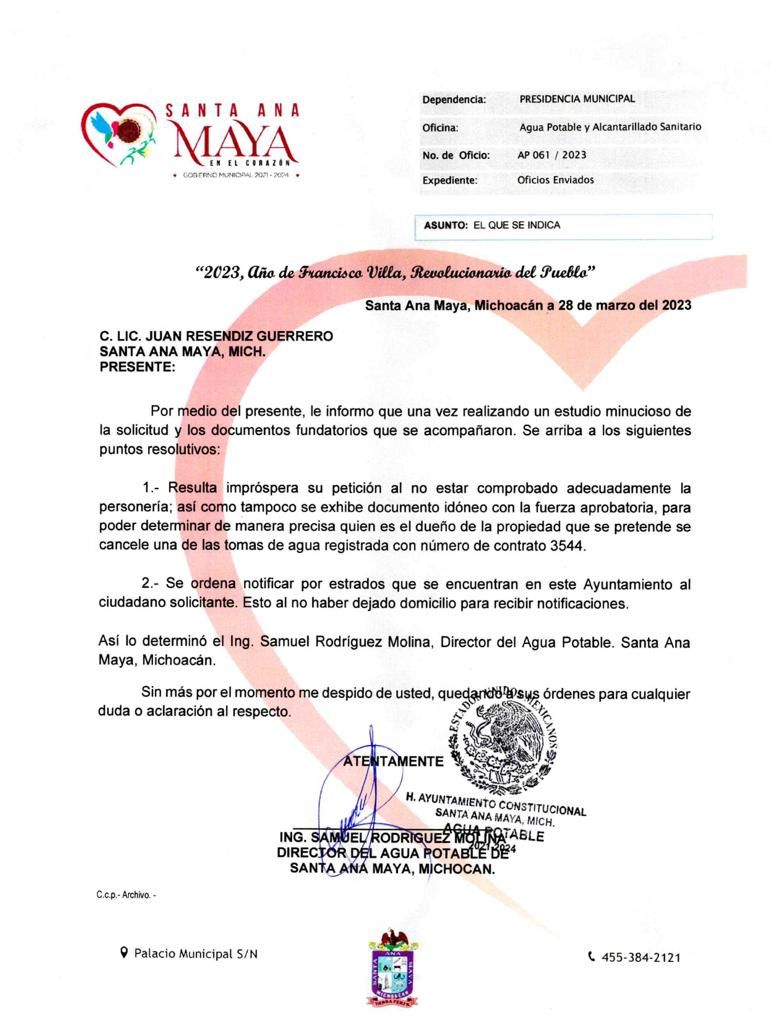 SANTA ANA
MAYA
EN EL CORAZÓN
GOBIERNO MUNICIPAL 2021 - 2024
Dependencia: PRESIDENCIA MUNICIPAL
Oficina: Agua Potable y Alcantarillado Sanitario
No. de Oficio: AP 061 / 2023
Expediente: Oficios Enviados
ASUNTO: EL QUE SE INDICA
“2023, Año de Francisco Villa, Revolucionario del Pueblo”
Santa Ana Maya, Michoacán a 28 de marzo del 2023
C. LIC. JUAN RESENDIZ GUERRERO
SANTA ANA MAYA, MICH.
PRESENTE:
Por medio del presente, le informo que una vez realizando un estudio minucioso de
la solicitud y los documentos fundatorios que se acompañaron. Se arriba a los siguientes
puntos resolutivos:
1.- Resulta impróspera su petición al no estar comprobado adecuadamente la
personería; así como tampoco se exhibe documento idóneo con la fuerza aprobatoria, para
poder determinar de manera precisa quien es el dueño de la propiedad que se pretende se
cancele una de las tomas de agua registrada con número de contrato 3544.
2.- Se ordena notificar por estrados que se encuentran en este Ayuntamiento al
ciudadano solicitante. Esto al no haber dejado domicilio para recibir notificaciones.
Así lo determinó el Ing. Samuel Rodríguez Molina, Director del Agua Potable. Santa Ana
Maya, Michoacán.
Sin más por el momento me despido de usted, quedando a sus órdenes para cualquier
duda o aclaración al respecto.
ESTADOS UNIDOS MEXICANOS
ATENTAMENTE
H. AYUNTAMIENTO CONSTITUCIONAL
SANTA ANA MAYA, MICH.
AGUA POTABLE
2021-2024
ING. SAMUEL RODRIGUEZ MOLINA
DIRECTOR DEL AGUA POTABLE DE
SANTA ANA MAYA, MICHOCAN.
C.c.p.- Archivo. -
Palacio Municipal S/N
SANTA ANA MAYA
MICHOACAN
455-384-2121